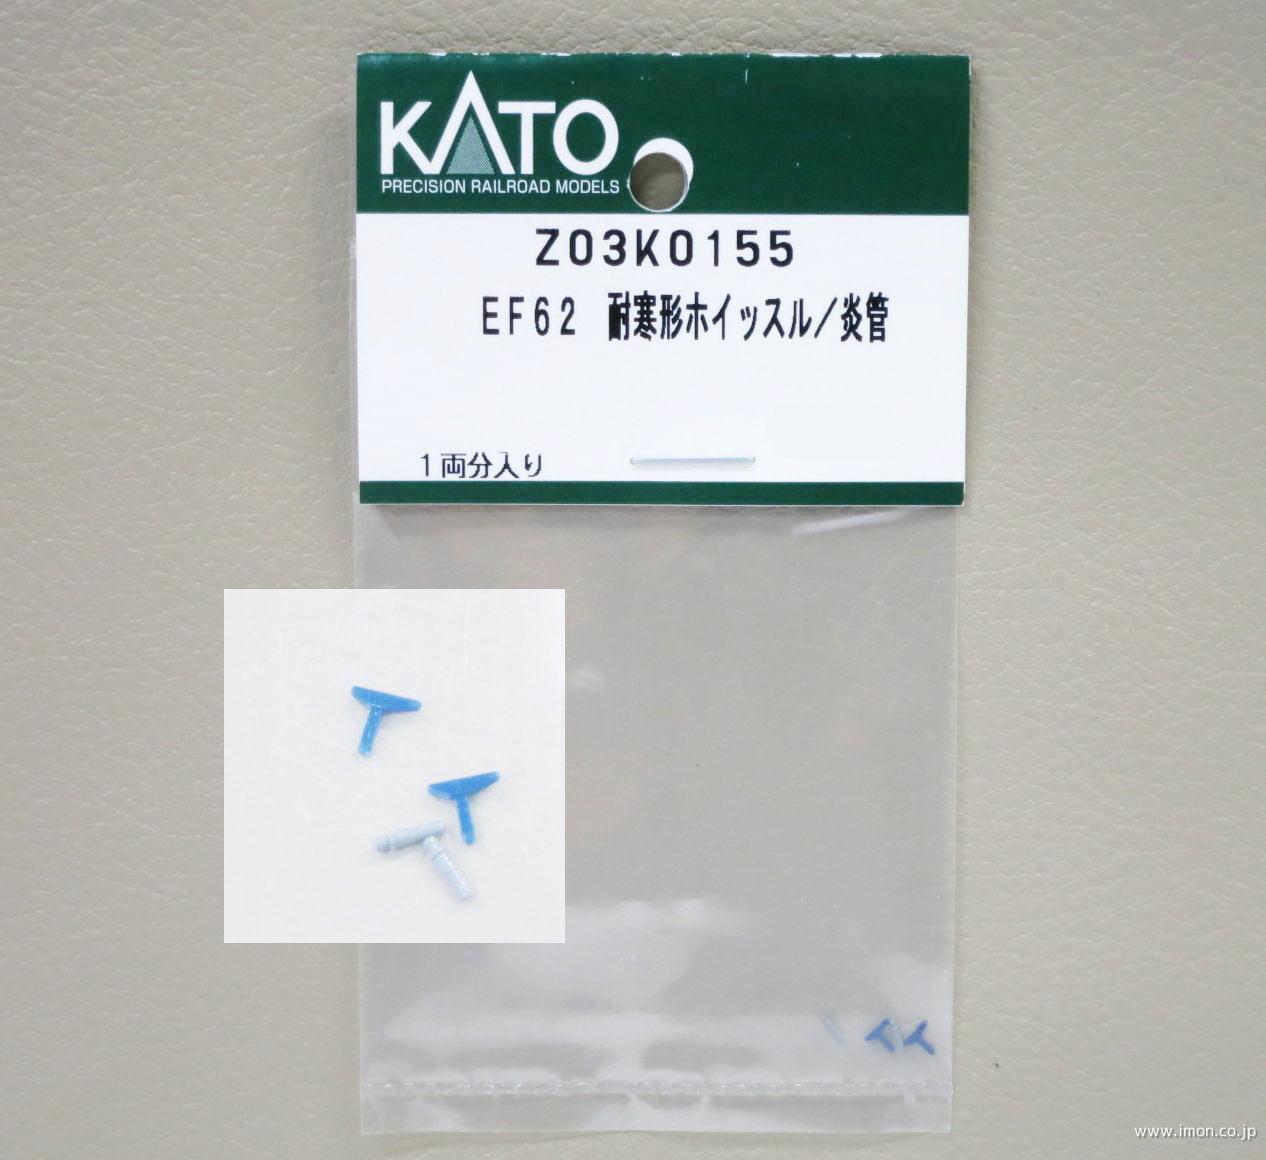 KATO
PRECISION RAILROAD MODELS
Z03K0155
EF62 耐寒形ホイッスル/炎管
1両分入り
www.imon.co.jp